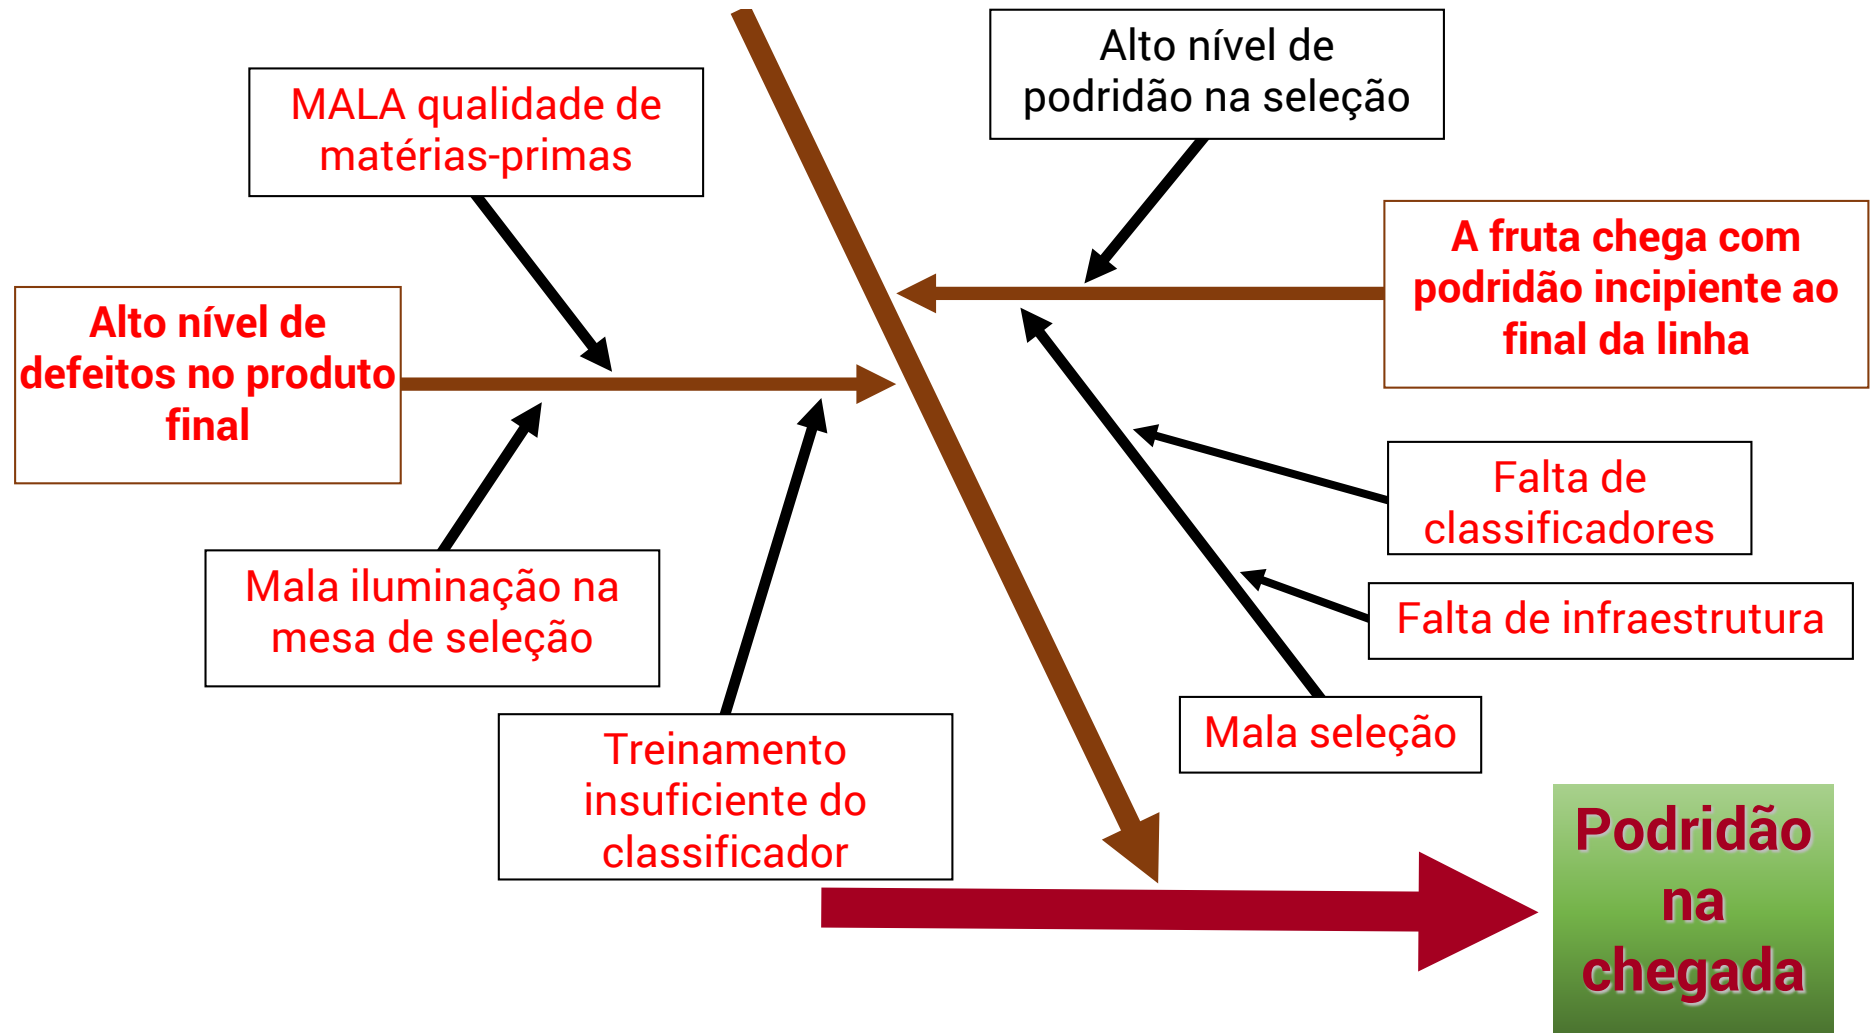 Alto nível de
podridão na seleção
MALA qualidade de
matérias-primas
A fruta chega com
podridão incipiente ao
final da linha
Alto nível de
defeitos no produto
final
Falta de
classificadores
Mala iluminação na
mesa de seleção
Falta de infraestrutura
Mala seleção
Treinamento
insuficiente do
classificador
Podridão
na
chegada